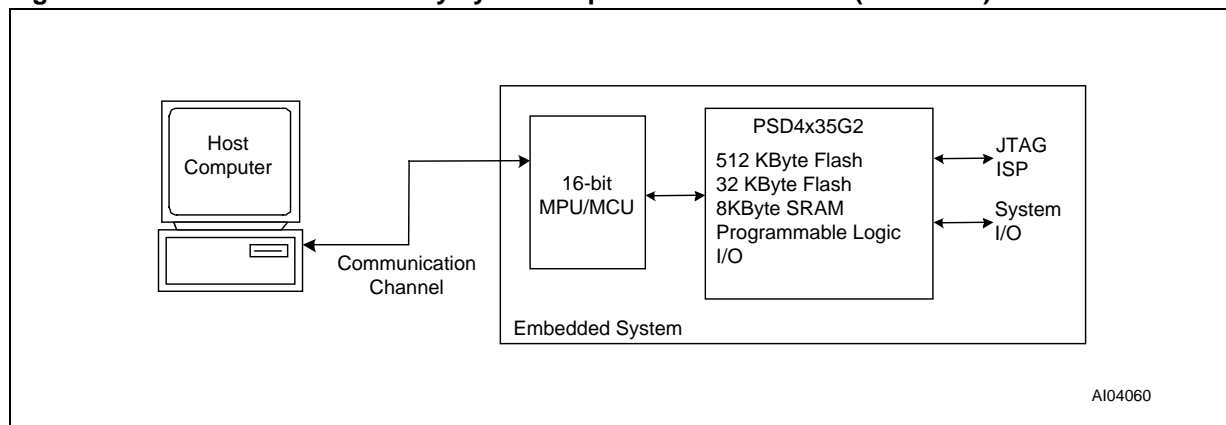 Host
Computer
Communication
Channel
16-bit
MPU/MCU
PSD4x35G2
512 KByte Flash
32 KByte Flash
8KByte SRAM
Programmable Logic
I/O
JTAG
ISP
System
I/O
Embedded System
AI04060